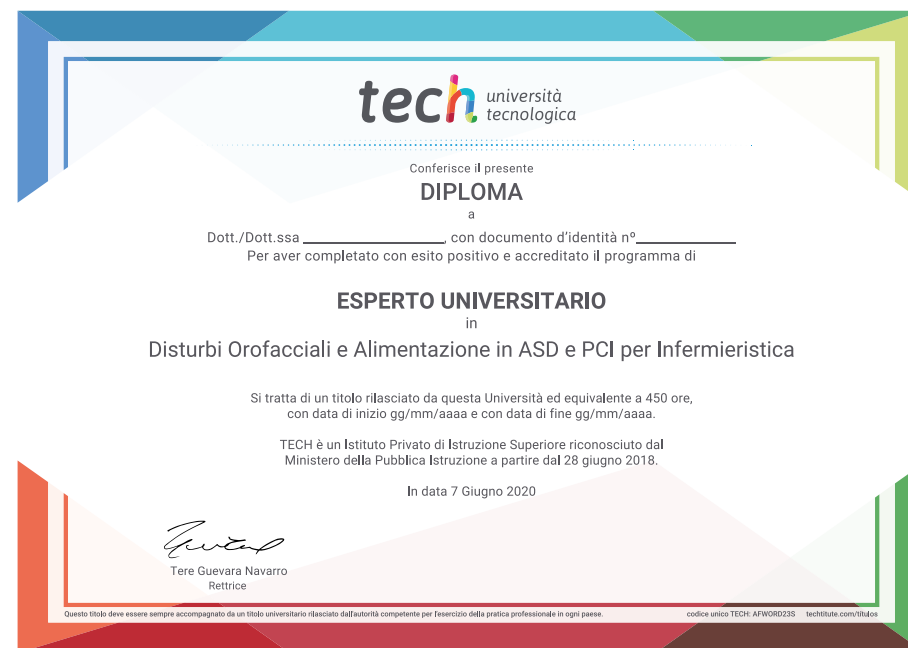 tech università
tecnologica
Conferisce il presente
DIPLOMA
a
Dott./Dott.ssa ____________________, con documento d'identità nº______________
Per aver completato con esito positivo e accreditato il programma di
ESPERTO UNIVERSITARIO
in
Disturbi Orofacciali e Alimentazione in ASD e PCI per Infermieristica
Si tratta di un titolo rilasciato da questa Università ed equivalente a 450 ore,
con data di inizio gg/mm/aaaa e con data di fine gg/mm/aaaa.
TECH è un Istituto Privato di Istruzione Superiore riconosciuto dal
Ministero della Pubblica Istruzione a partire dal 28 giugno 2018.
In data 7 Giugno 2020
Tere Guevara Navarro
Rettrice
Questo titolo deve essere sempre accompagnato da un titolo universitario rilasciato dall'autorità competente per l'esercizio della pratica professionale in ogni paese. codice unico TECH: AFWORD23S techtitute.com/titulos